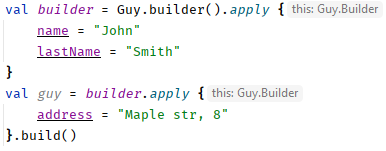 val builder = Guy.builder().apply { this: Guy.Builder
    name = "John"
    lastName = "Smith"
}
val guy = builder.apply { this: Guy.Builder
    address = "Maple str, 8"
}.build()